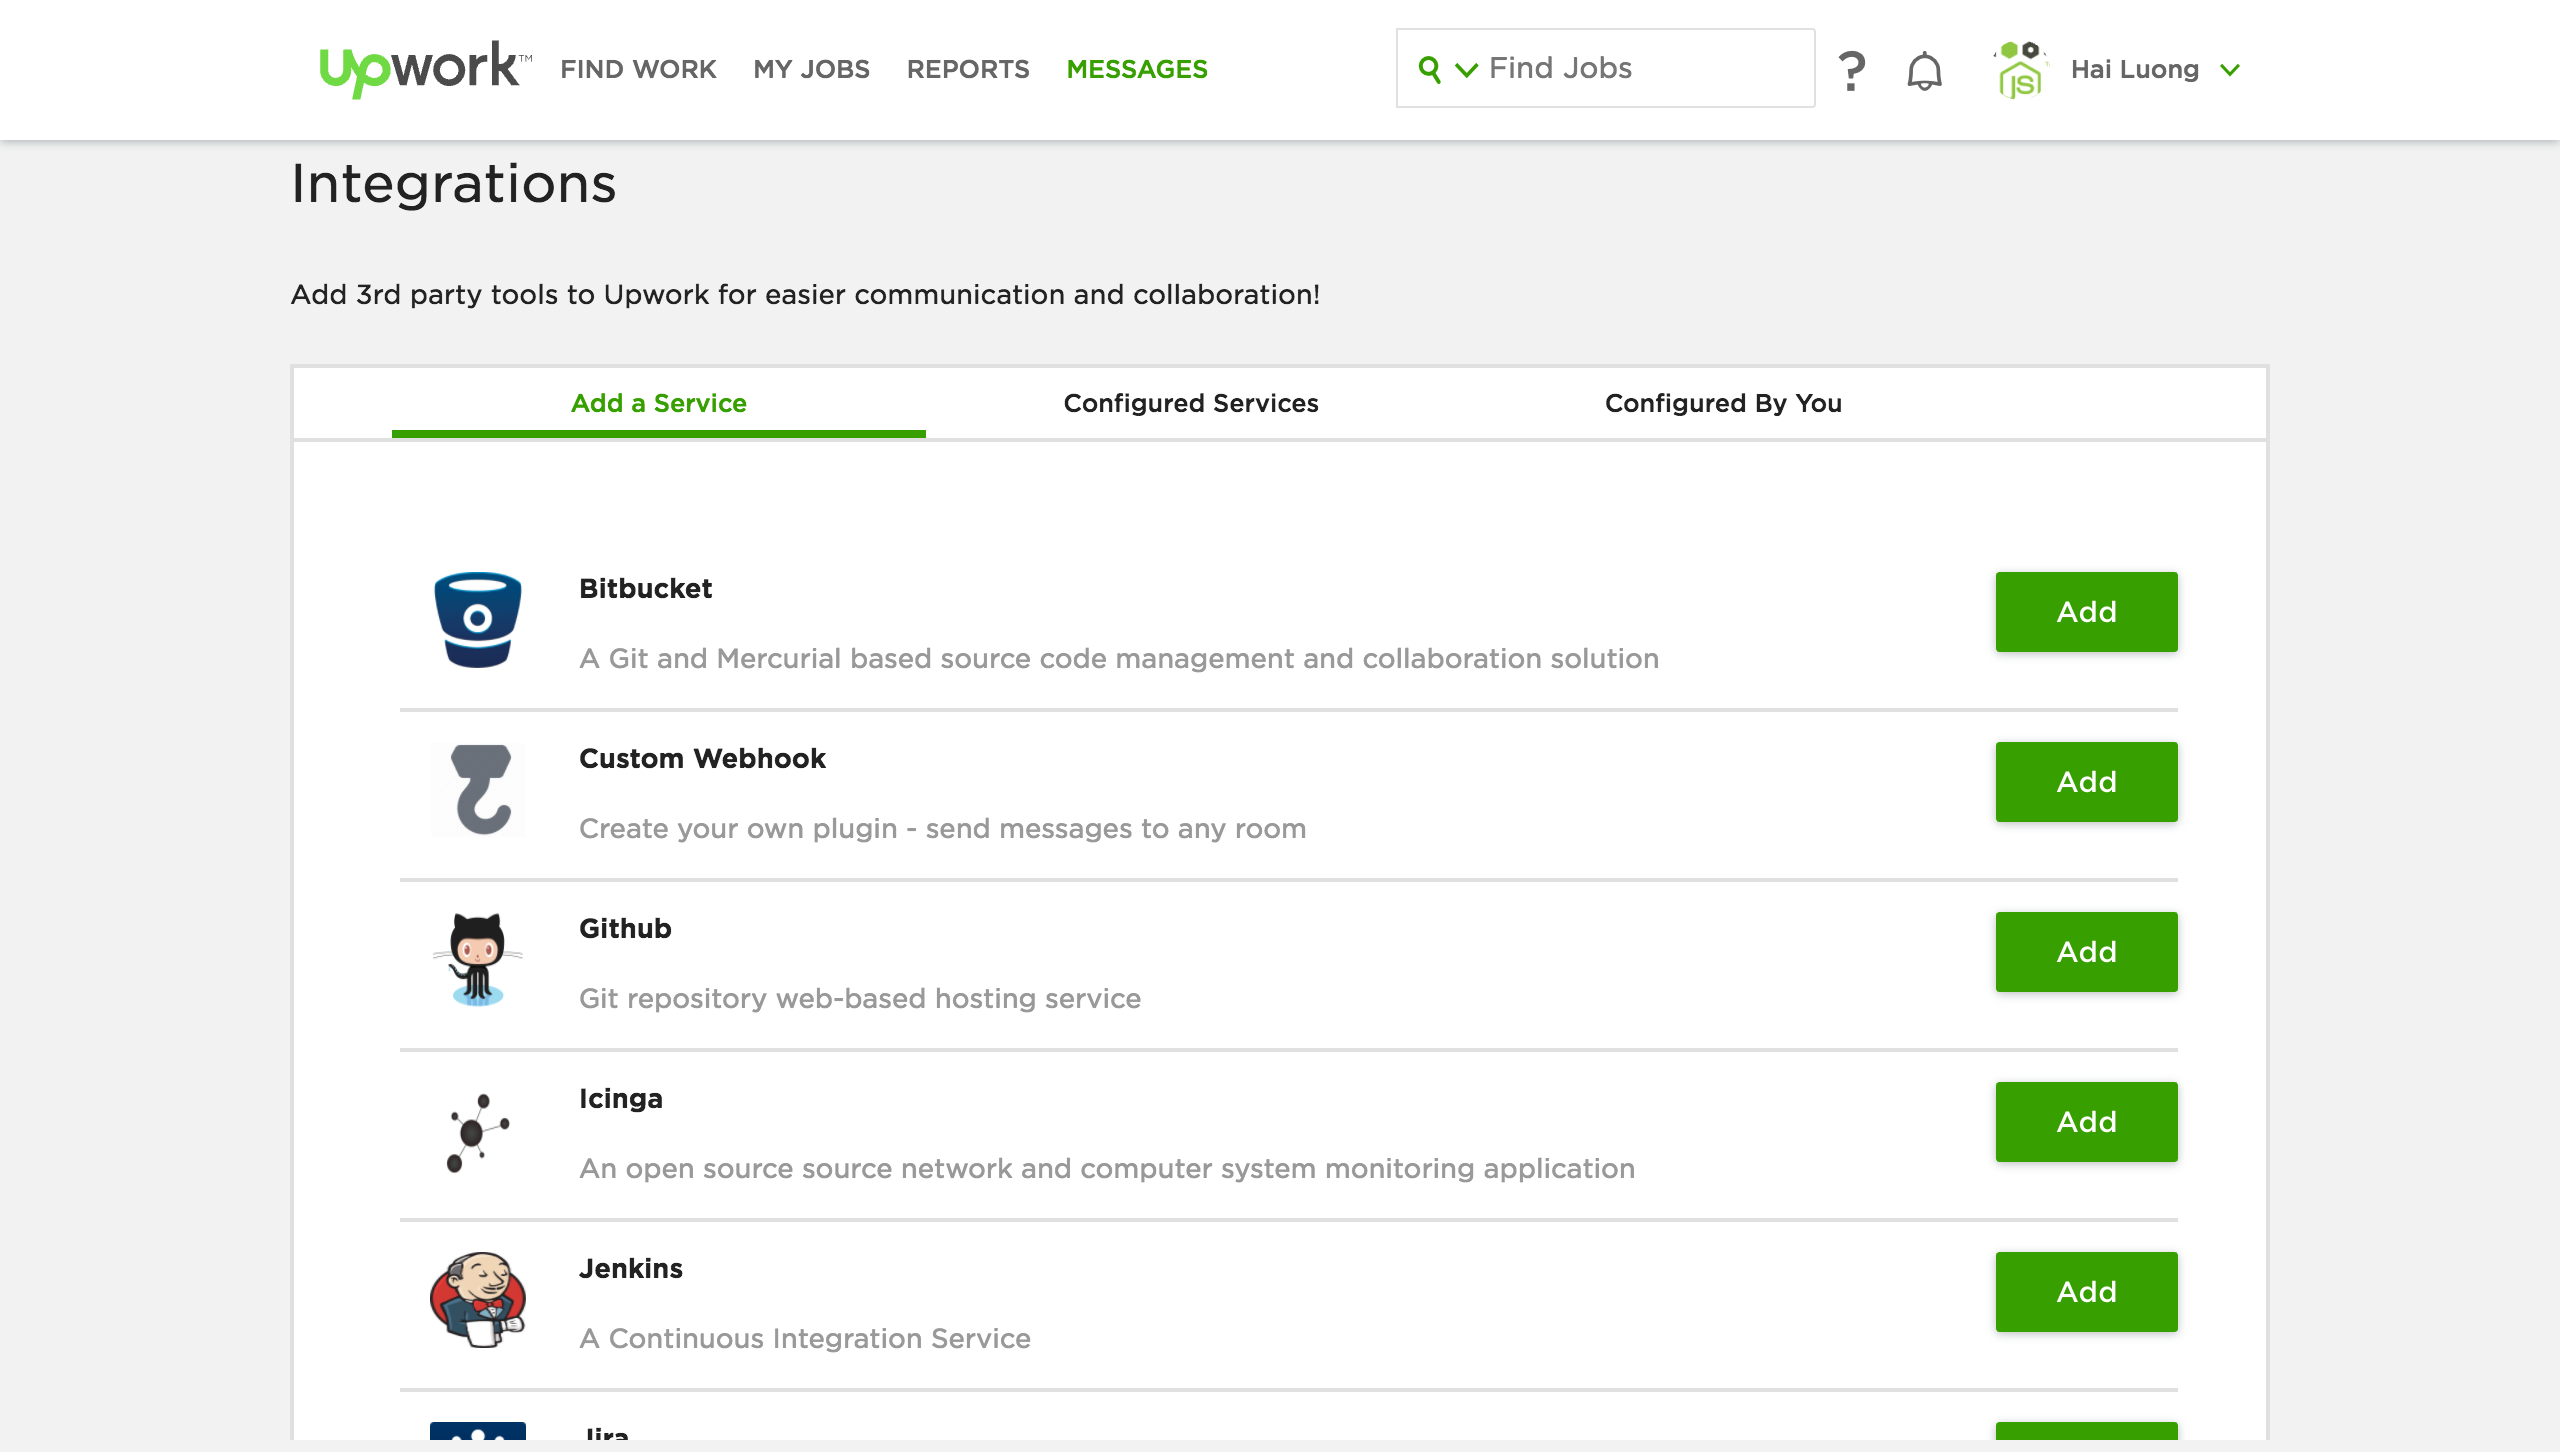 Upwork™ FIND WORK MY JOBS REPORTS MESSAGES Find Jobs ? JS Hai Luong
Integrations
Add 3rd party tools to Upwork for easier communication and collaboration!
Add a Service Configured Services Configured By You
Bitbucket
Add
A Git and Mercurial based source code management and collaboration solution
Custom Webhook
Add
Create your own plugin - send messages to any room
Github
Add
Git repository web-based hosting service
Icinga
Add
An open source source network and computer system monitoring application
Jenkins
Add
A Continuous Integration Service
Jira